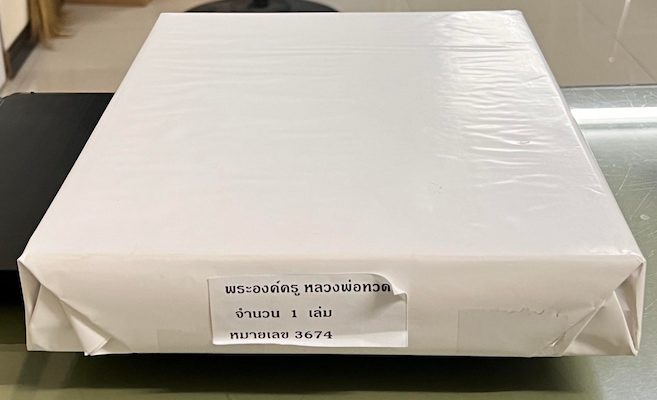 พระองค์ครู หลวงพ่อทวด
จำนวน 1 เล่ม
หมายเลข 3674